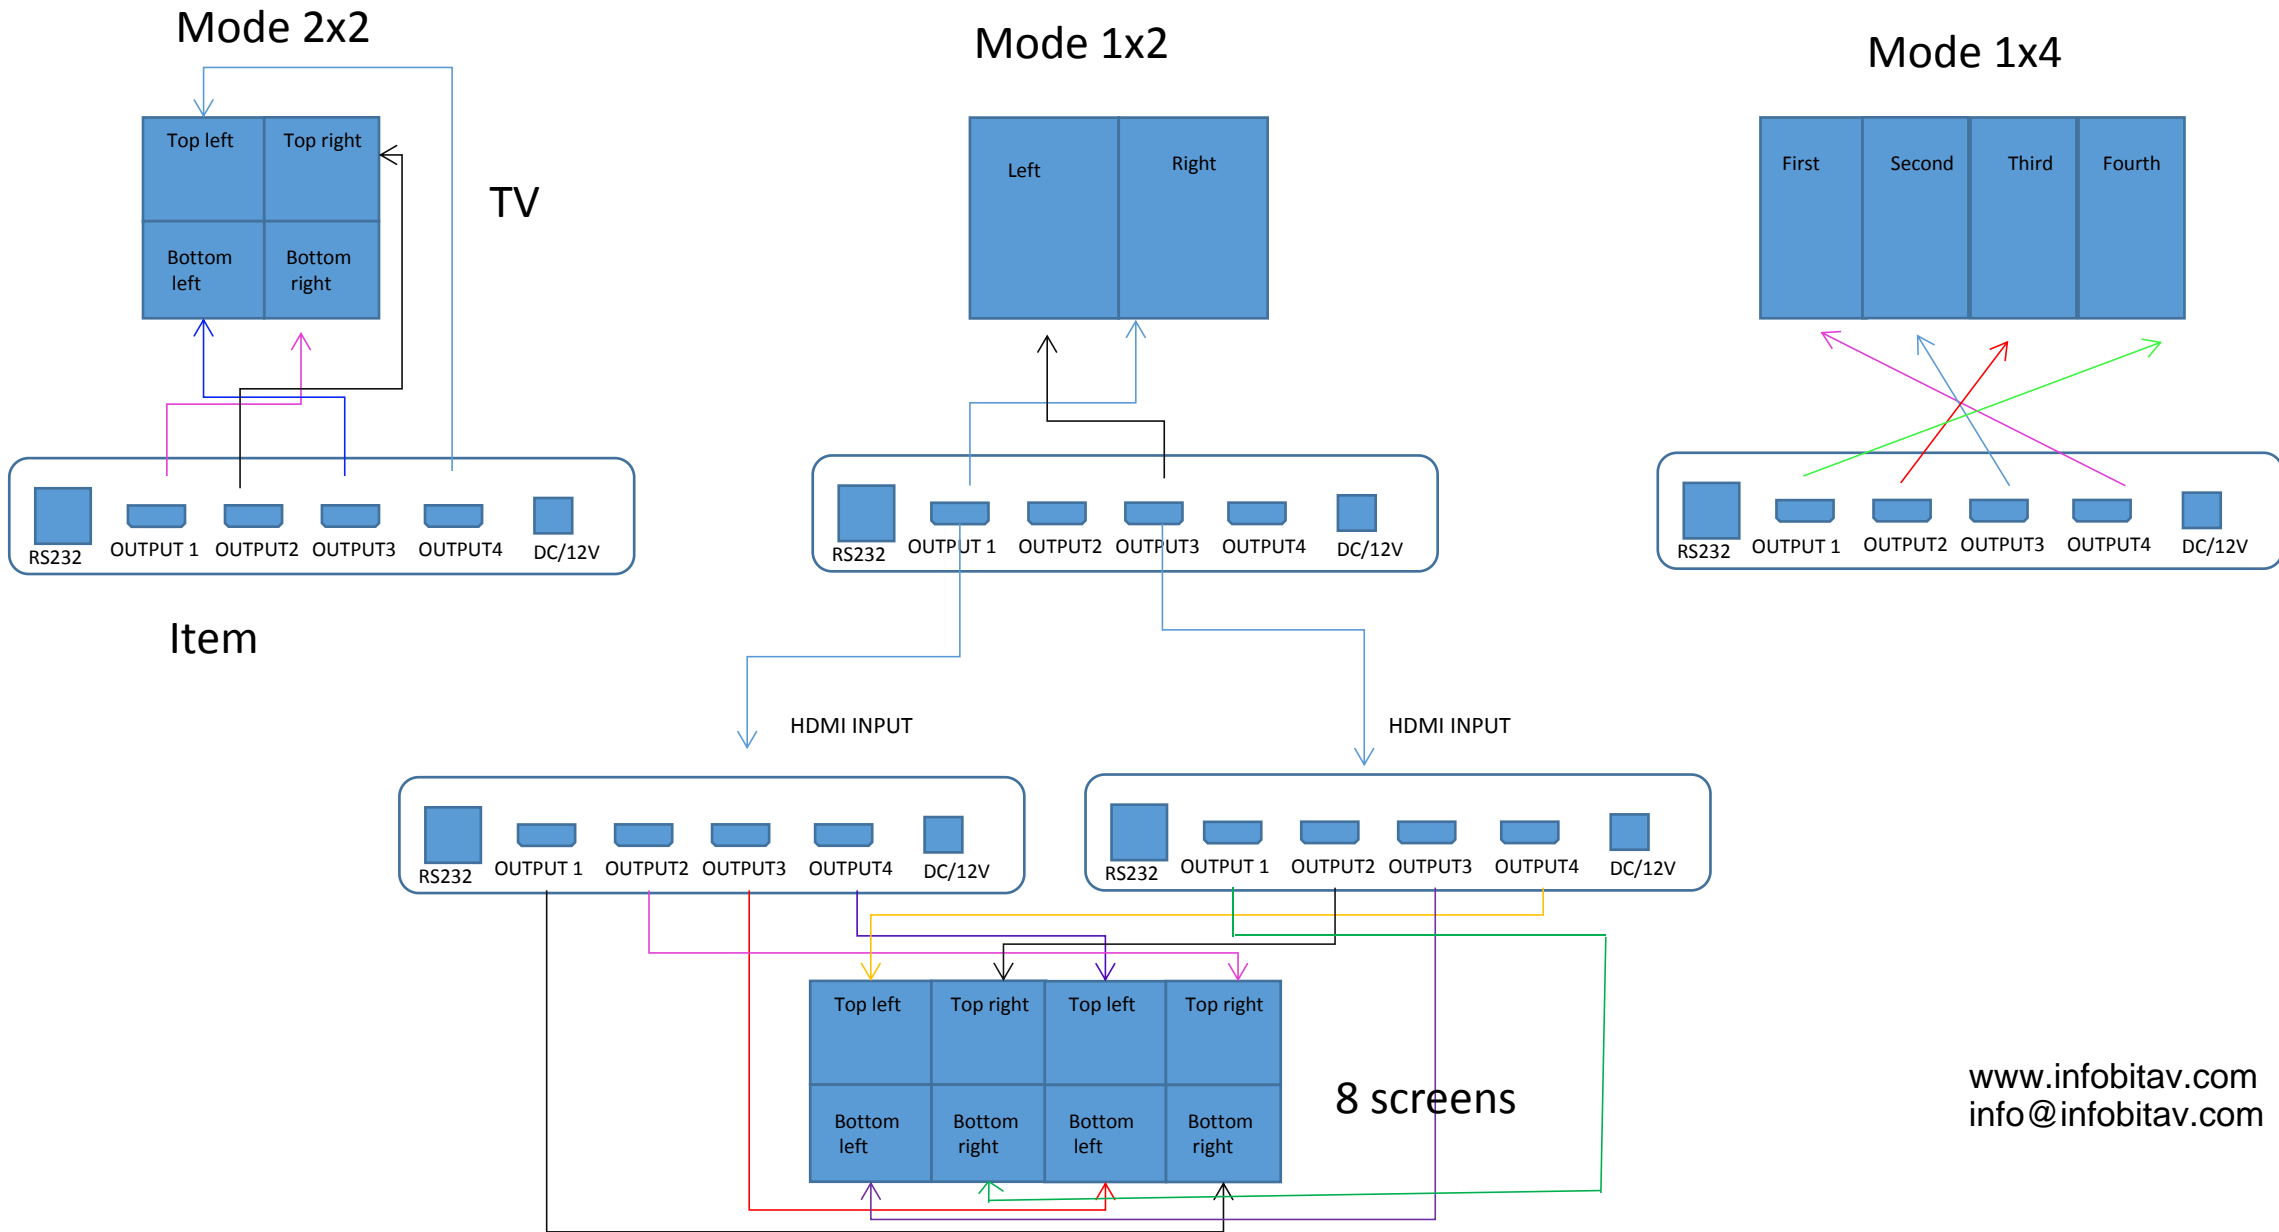 Mode 2x2
Mode 1x2
Mode 1x4
Top left
Top right
Bottom
left
Bottom
right
TV
Left
Right
First
Second
Third
Fourth
RS232
OUTPUT 1
OUTPUT2
OUTPUT3
OUTPUT4
DC/12V
RS232
OUTPUT 1
OUTPUT2
OUTPUT3
OUTPUT4
DC/12V
RS232
OUTPUT 1
OUTPUT2
OUTPUT3
OUTPUT4
DC/12V
Item
HDMI INPUT
HDMI INPUT
RS232
OUTPUT 1
OUTPUT2
OUTPUT3
OUTPUT4
DC/12V
RS232
OUTPUT 1
OUTPUT2
OUTPUT3
OUTPUT4
DC/12V
Top left
Top right
Top left
Top right
Bottom
left
Bottom
right
Bottom
left
Bottom
right
8 screens
www.infobitav.com
info@infobitav.com